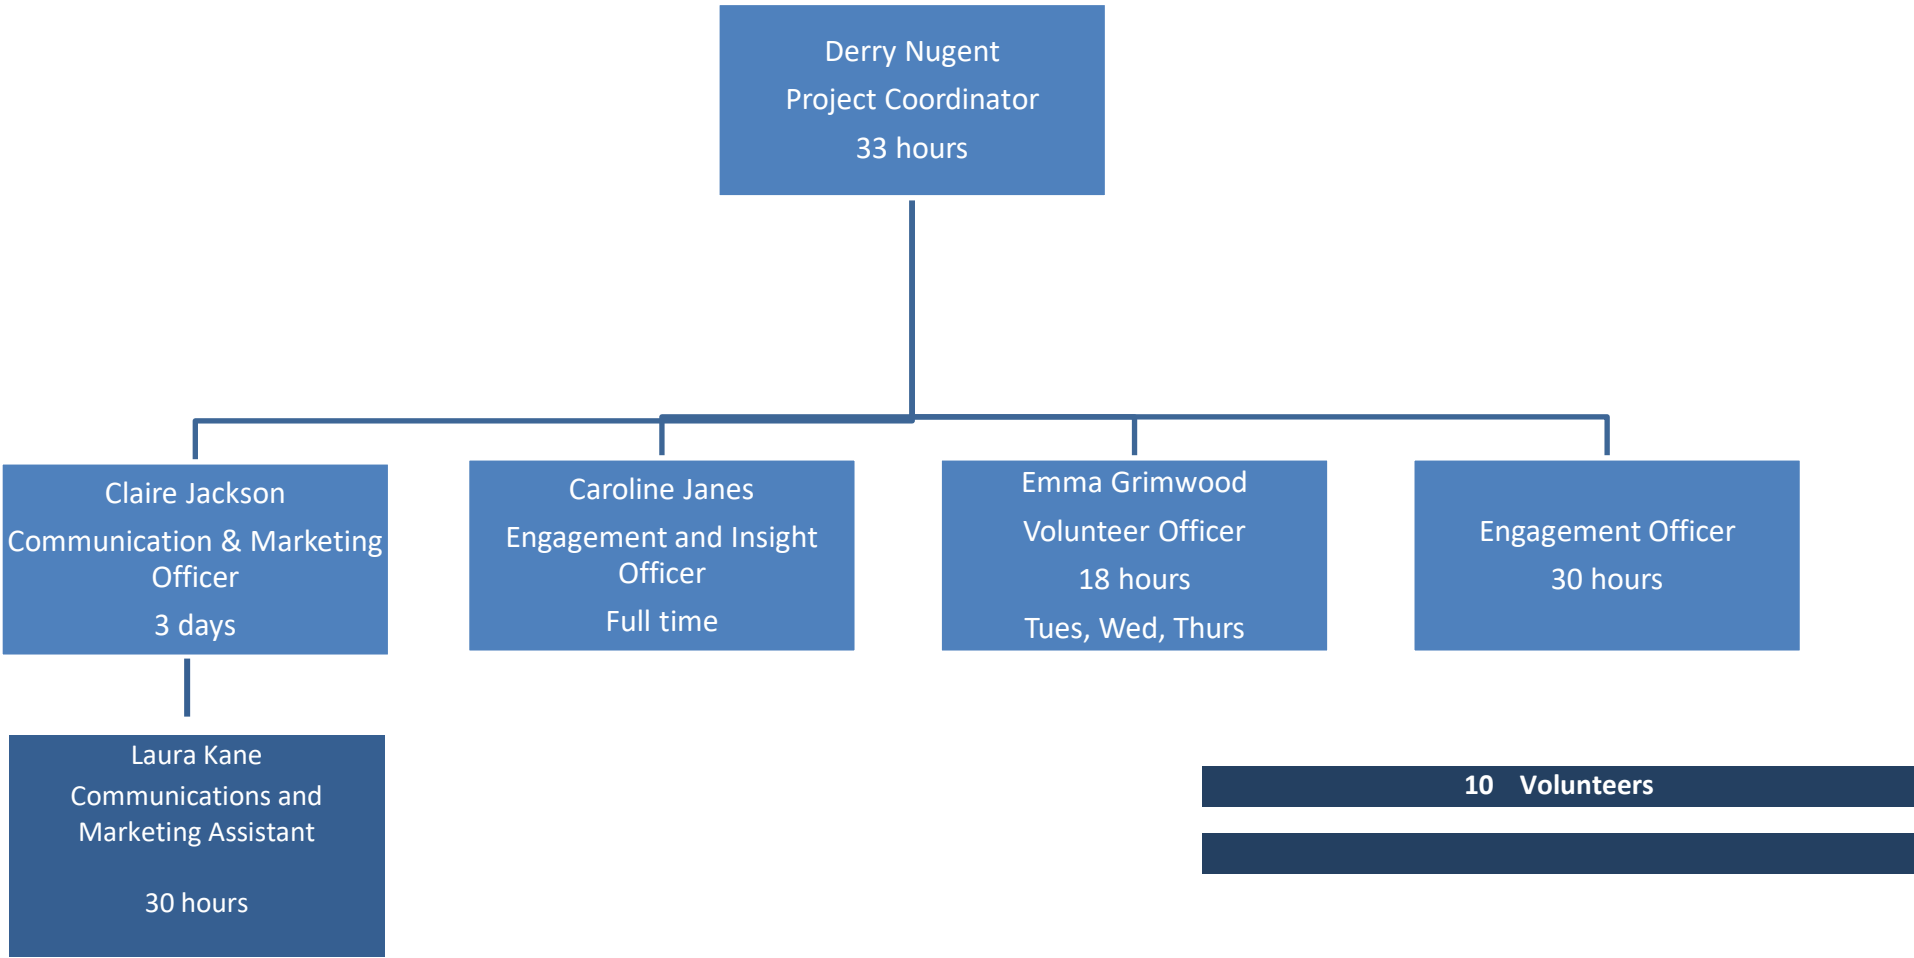 Derry Nugent
Project Coordinator
33 hours
Claire Jackson
Communication & Marketing
Officer
3 days
Caroline Janes
Engagement and Insight
Officer
Full time
Emma Grimwood
Volunteer Officer
18 hours
Tues, Wed, Thurs
Engagement Officer
30 hours
Laura Kane
Communications and
Marketing Assistant
30 hours
10 Volunteers